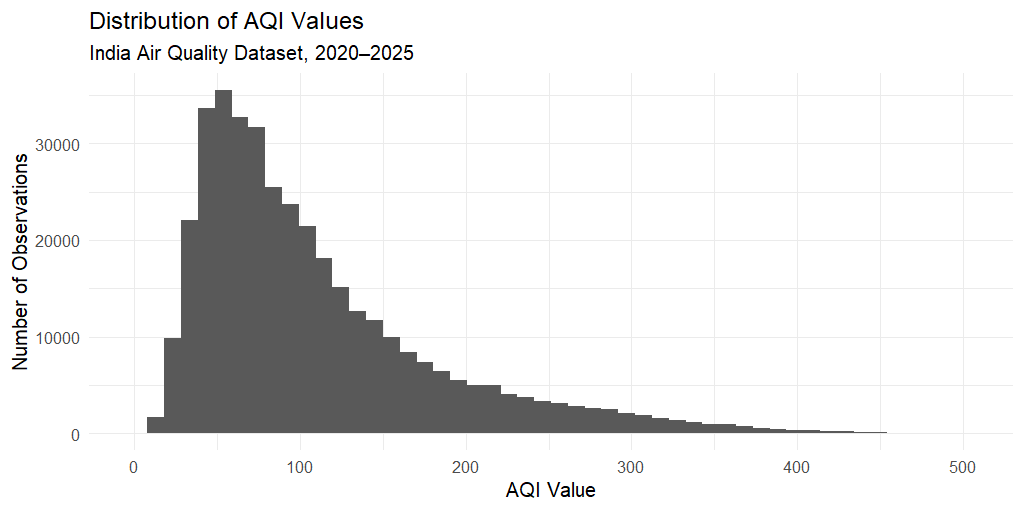 Distribution of AQI Values
India Air Quality Dataset, 2020–2025
Number of Observations
30000
20000
10000
0
0 100 200 300 400 500
AQI Value